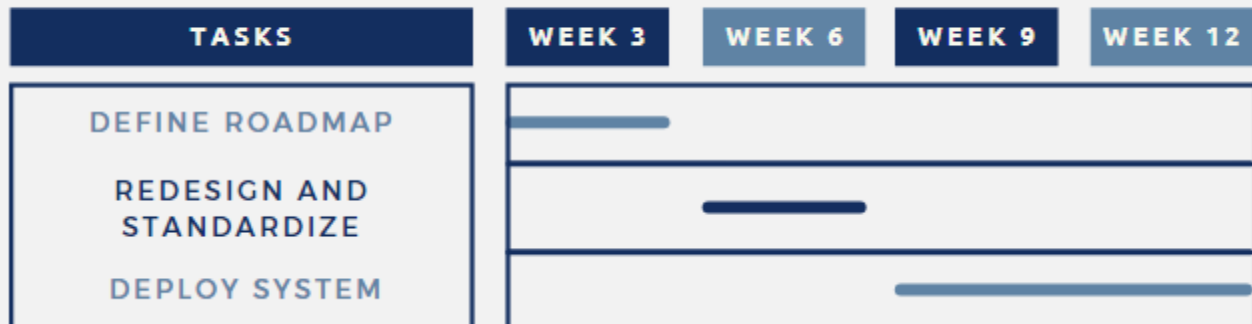 TASKS WEEK 3 WEEK 6 WEEK 9 WEEK 12
DEFINE ROADMAP
REDESIGN AND
STANDARDIZE
DEPLOY SYSTEM